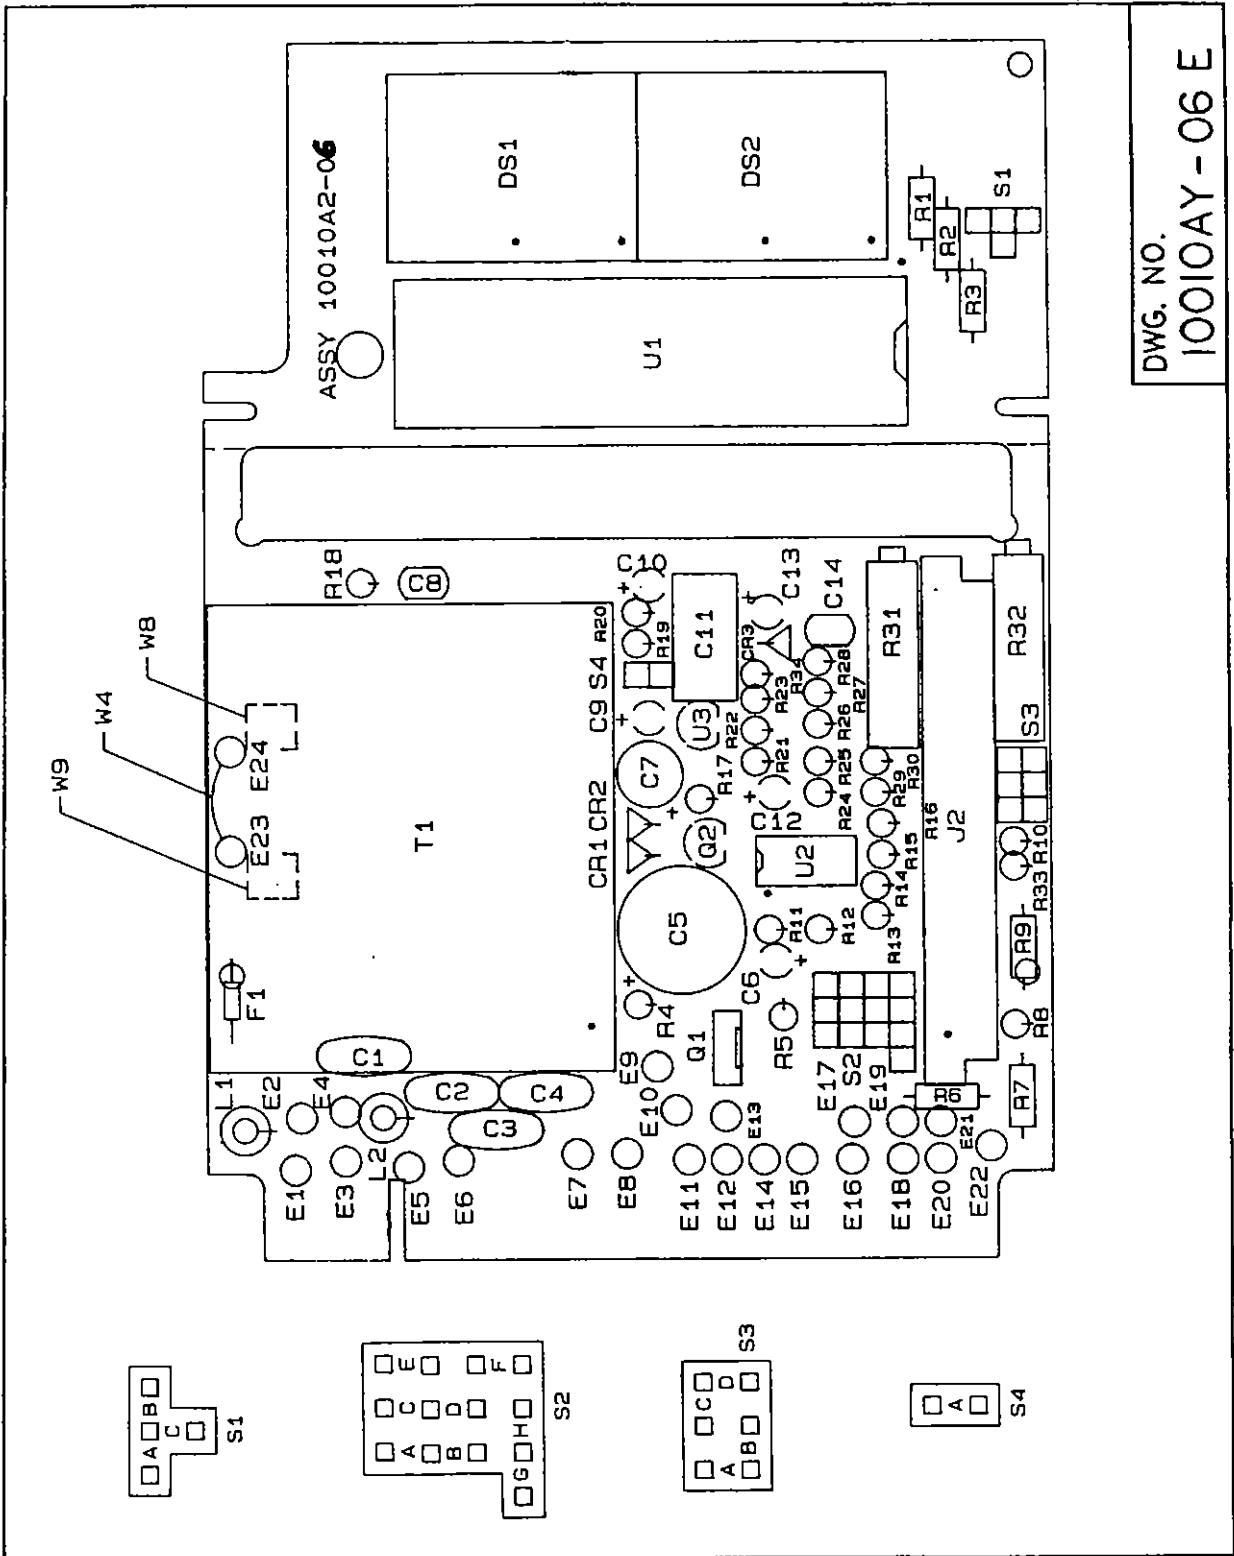 DWG. NO.
10010AY-06 E
ASSY 10010A2-06
DS1
DS2
U1
R1
R2
R3
S1
W9
W4
W8
E23
E24
T1
F1
R18
C8
C1
C2
C3
C4
L1
E2
E4
E1
E3
L2
E5
E6
E7
E8
E9
E10
E11
E12
E13
E14
E15
E16
E17
E18
E19
E20
E21
E22
CR1
CR2
C9
S4
R20
R19
C10
C11
C7
U3
R17
Q2
C5
R4
Q1
C6
R5
R11
R12
U2
C12
R21
R22
R23
CR3
R34
C13
C14
R28
R27
R26
R25
R24
R31
R30
R29
R16
R15
R14
R13
S2
J2
R6
R7
R8
R9
R33
R10
S3
R32
+
+
+
+
+
+
+
A
B
C
S1
A
B
C
D
E
F
G
H
S2
A
B
C
D
S3
A
S4